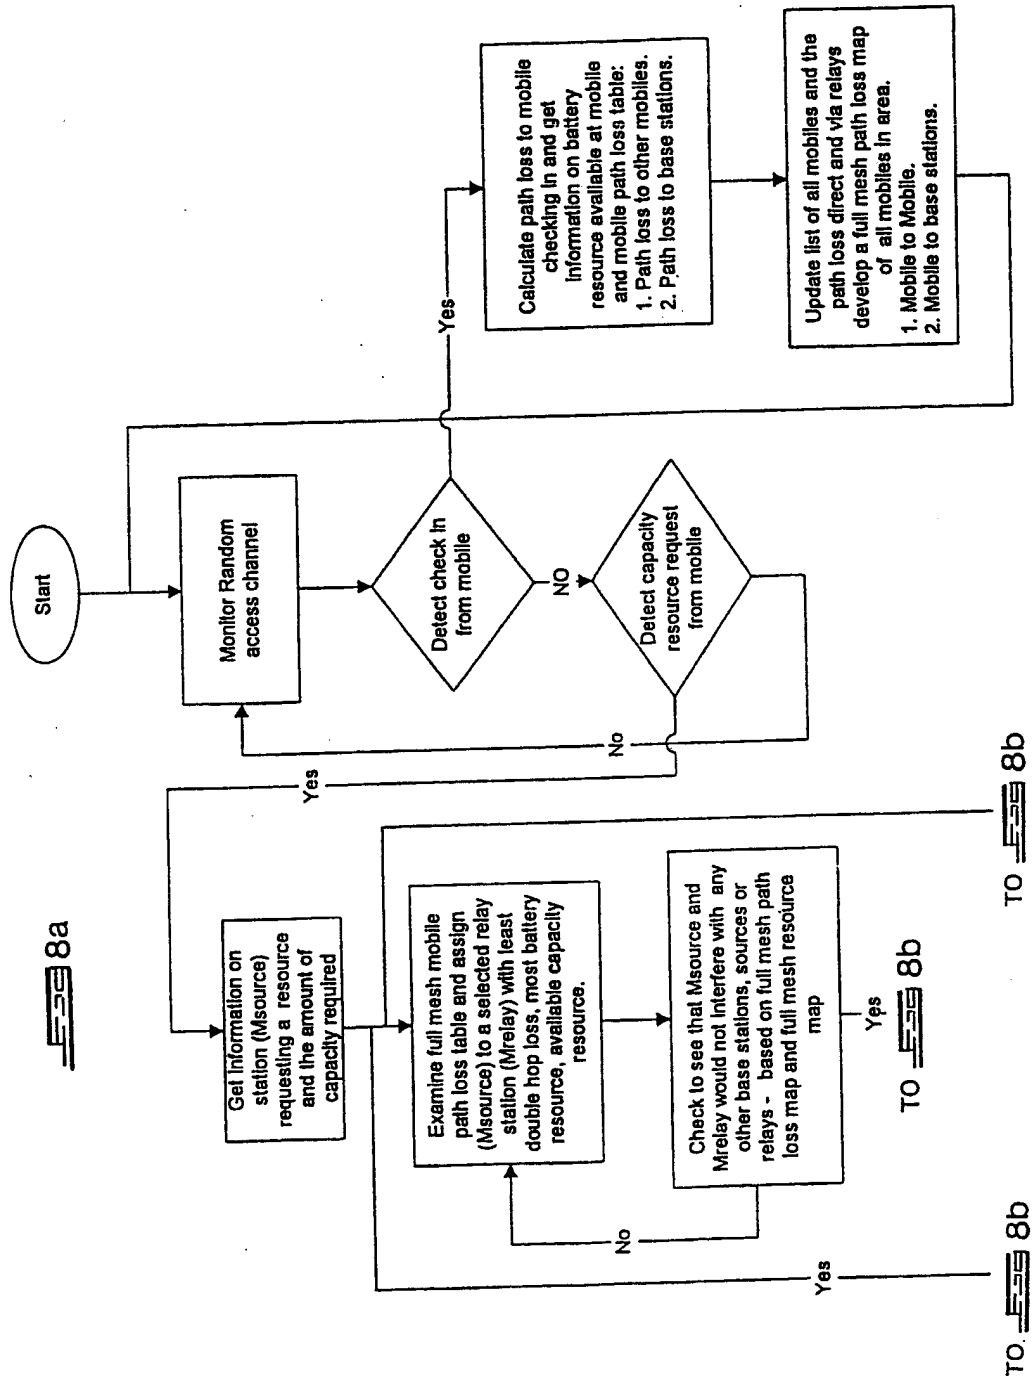 Fig 8a
Start
Monitor Random
access channel
Detect check in
from mobile
Yes
Calculate path loss to mobile
checking in and get
information on battery
resource available at mobile
and mobile path loss table:
1. Path loss to other mobiles.
2. Path loss to base stations.
Update list of all mobiles and the
path loss direct and via relays
develop a full mesh path loss map
of all mobiles in area.
1. Mobile to Mobile.
2. Mobile to base stations.
NO
Detect capacity
resource request
from mobile
No
Yes
Get information on
station (Msource)
requesting a resource
and the amount of
capacity required
Examine full mesh mobile
path loss table and assign
(Msource) to a selected relay
station (Mrelay) with least
double hop loss, most battery
resource, available capacity
resource.
Check to see that Msource and
Mrelay would not interfere with any
other base stations, sources or
relays - based on full mesh path
loss map and full mesh resource
map
No
Yes
Yes
TO Fig 8b
TO Fig 8b
TO. Fig 8b